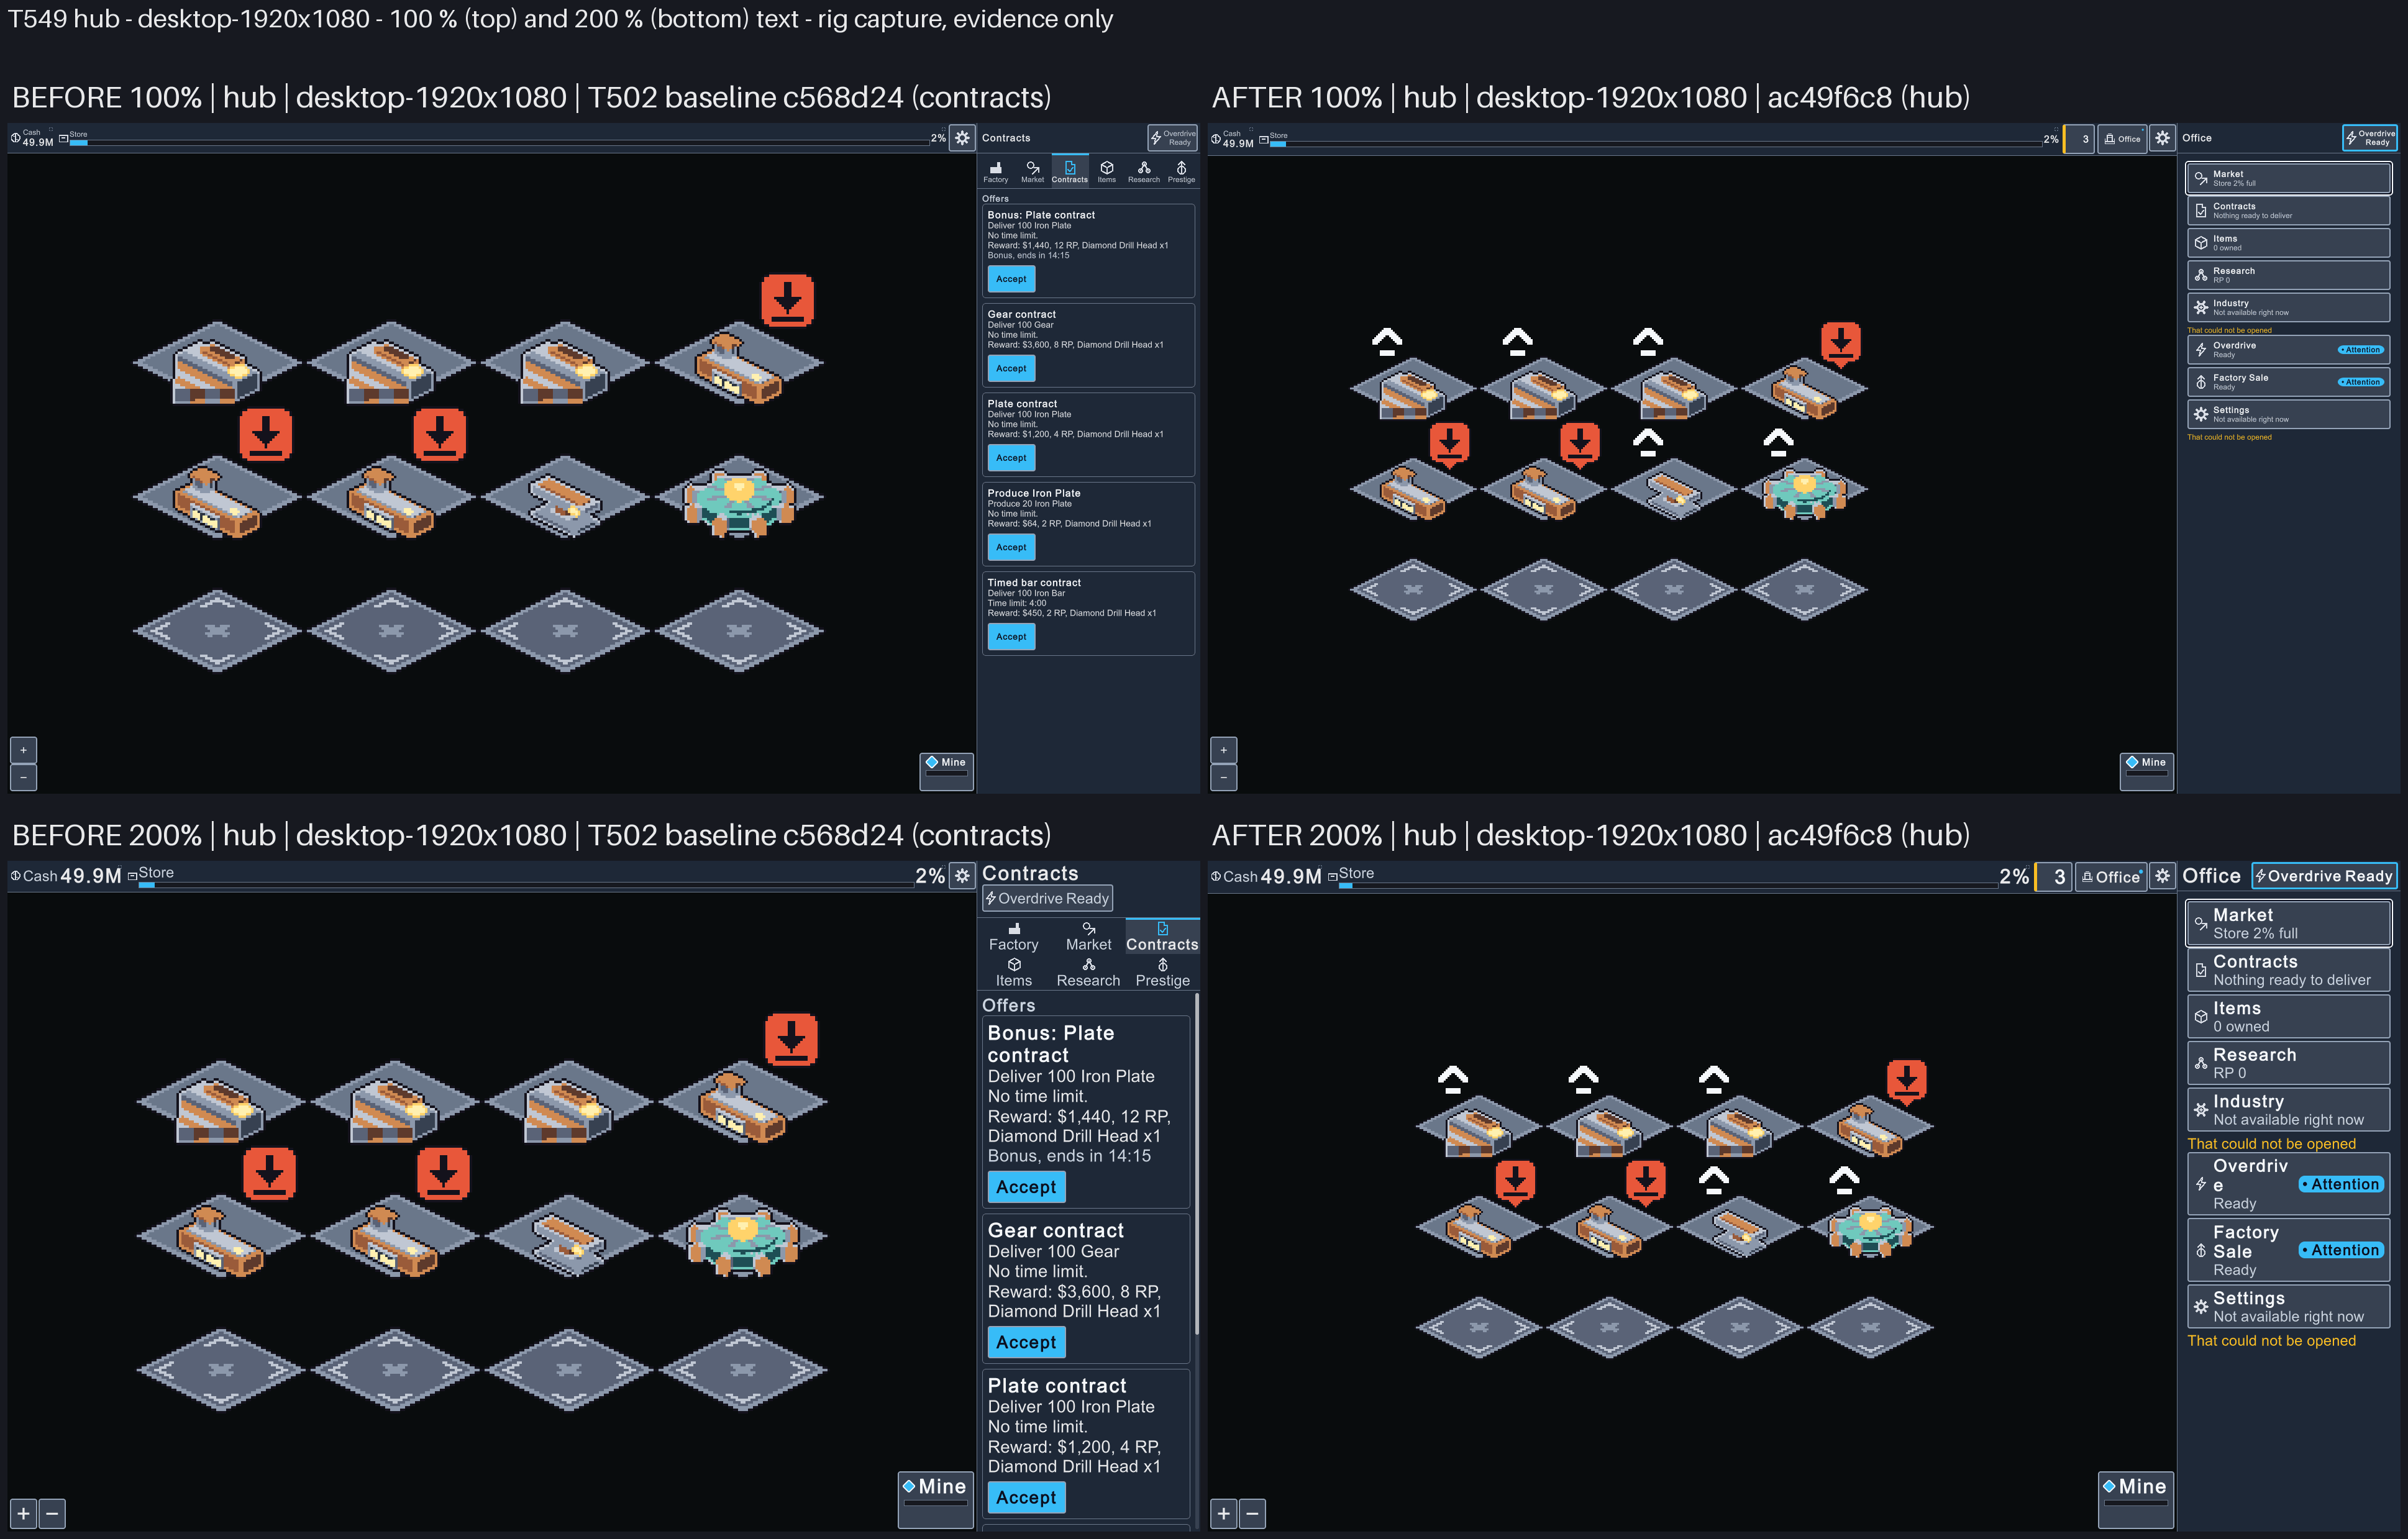 T549 hub - desktop-1920x1080 - 100 % (top) and 200 % (bottom) text - rig capture, evidence only
BEFORE 100% | hub | desktop-1920x1080 | T502 baseline c568d24 (contracts)
Cash
49.9M
Store
2%
Contracts
Overdrive
Ready
Factory
Market
Contracts
Items
Research
Prestige
Offers
Bonus: Plate contract
Deliver 100 Iron Plate
No time limit.
Reward: $1,440, 12 RP, Diamond Drill Head x1
Bonus, ends in 14:15
Accept
Gear contract
Deliver 100 Gear
No time limit.
Reward: $3,600, 8 RP, Diamond Drill Head x1
Accept
Plate contract
Deliver 100 Iron Plate
No time limit.
Reward: $1,200, 4 RP, Diamond Drill Head x1
Accept
Produce Iron Plate
Produce 20 Iron Plate
No time limit.
Reward: $64, 2 RP, Diamond Drill Head x1
Accept
Timed bar contract
Deliver 100 Iron Bar
Time limit: 4:00
Reward: $450, 2 RP, Diamond Drill Head x1
Accept
+
−
Mine
AFTER 100% | hub | desktop-1920x1080 | ac49f6c8 (hub)
Cash
49.9M
Store
2%
3
Office
Office
Overdrive
Ready
Market
Store 2% full
Contracts
Nothing ready to deliver
Items
0 owned
Research
RP 0
Industry
Not available right now
That could not be opened
Overdrive
Ready
• Attention
Factory Sale
Ready
• Attention
Settings
Not available right now
That could not be opened
+
−
Mine
BEFORE 200% | hub | desktop-1920x1080 | T502 baseline c568d24 (contracts)
Cash 49.9M
Store
2%
Contracts
Overdrive Ready
Factory
Market
Contracts
Items
Research
Prestige
Offers
Bonus: Plate
contract
Deliver 100 Iron Plate
No time limit.
Reward: $1,440, 12 RP,
Diamond Drill Head x1
Bonus, ends in 14:15
Accept
Gear contract
Deliver 100 Gear
No time limit.
Reward: $3,600, 8 RP,
Diamond Drill Head x1
Accept
Plate contract
Deliver 100 Iron Plate
No time limit.
Reward: $1,200, 4 RP,
Diamond Drill Head x1
Accept
+ −
Mine
AFTER 200% | hub | desktop-1920x1080 | ac49f6c8 (hub)
Cash 49.9M
Store
2%
3
Office
Office
Overdrive Ready
Market
Store 2% full
Contracts
Nothing ready to deliver
Items
0 owned
Research
RP 0
Industry
Not available right now
That could not be opened
Overdriv
e
Ready
• Attention
Factory
Sale
Ready
• Attention
Settings
Not available right now
That could not be opened
+ −
Mine